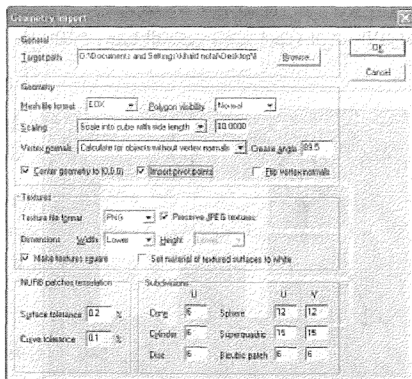 Geometry Import
General
Target path Browse...
OK
Cancel
Geometry
Mesh file format Polygon visibility Normal
Scaling Scale into cube with side length 10.0000
Vertex normals Calculate for objects without vertex normals Crease angle 89.5
Center geometry to (0,0,0) Import pivot points Flip vertex normals
Textures
Texture file format PNG Preserve JPEG textures
Dimensions Width Lower Height Lower
Make textures square Set material of textured surfaces to white
NURB patches tesselation
Surface tolerance 0.2 %
Curve tolerance 0.1 %
Subdivisions
U U V
Cone 6 Sphere 12 12
Cylinder 6 Superquadric 15 15
Disc 6 Bicubic patch 6 6